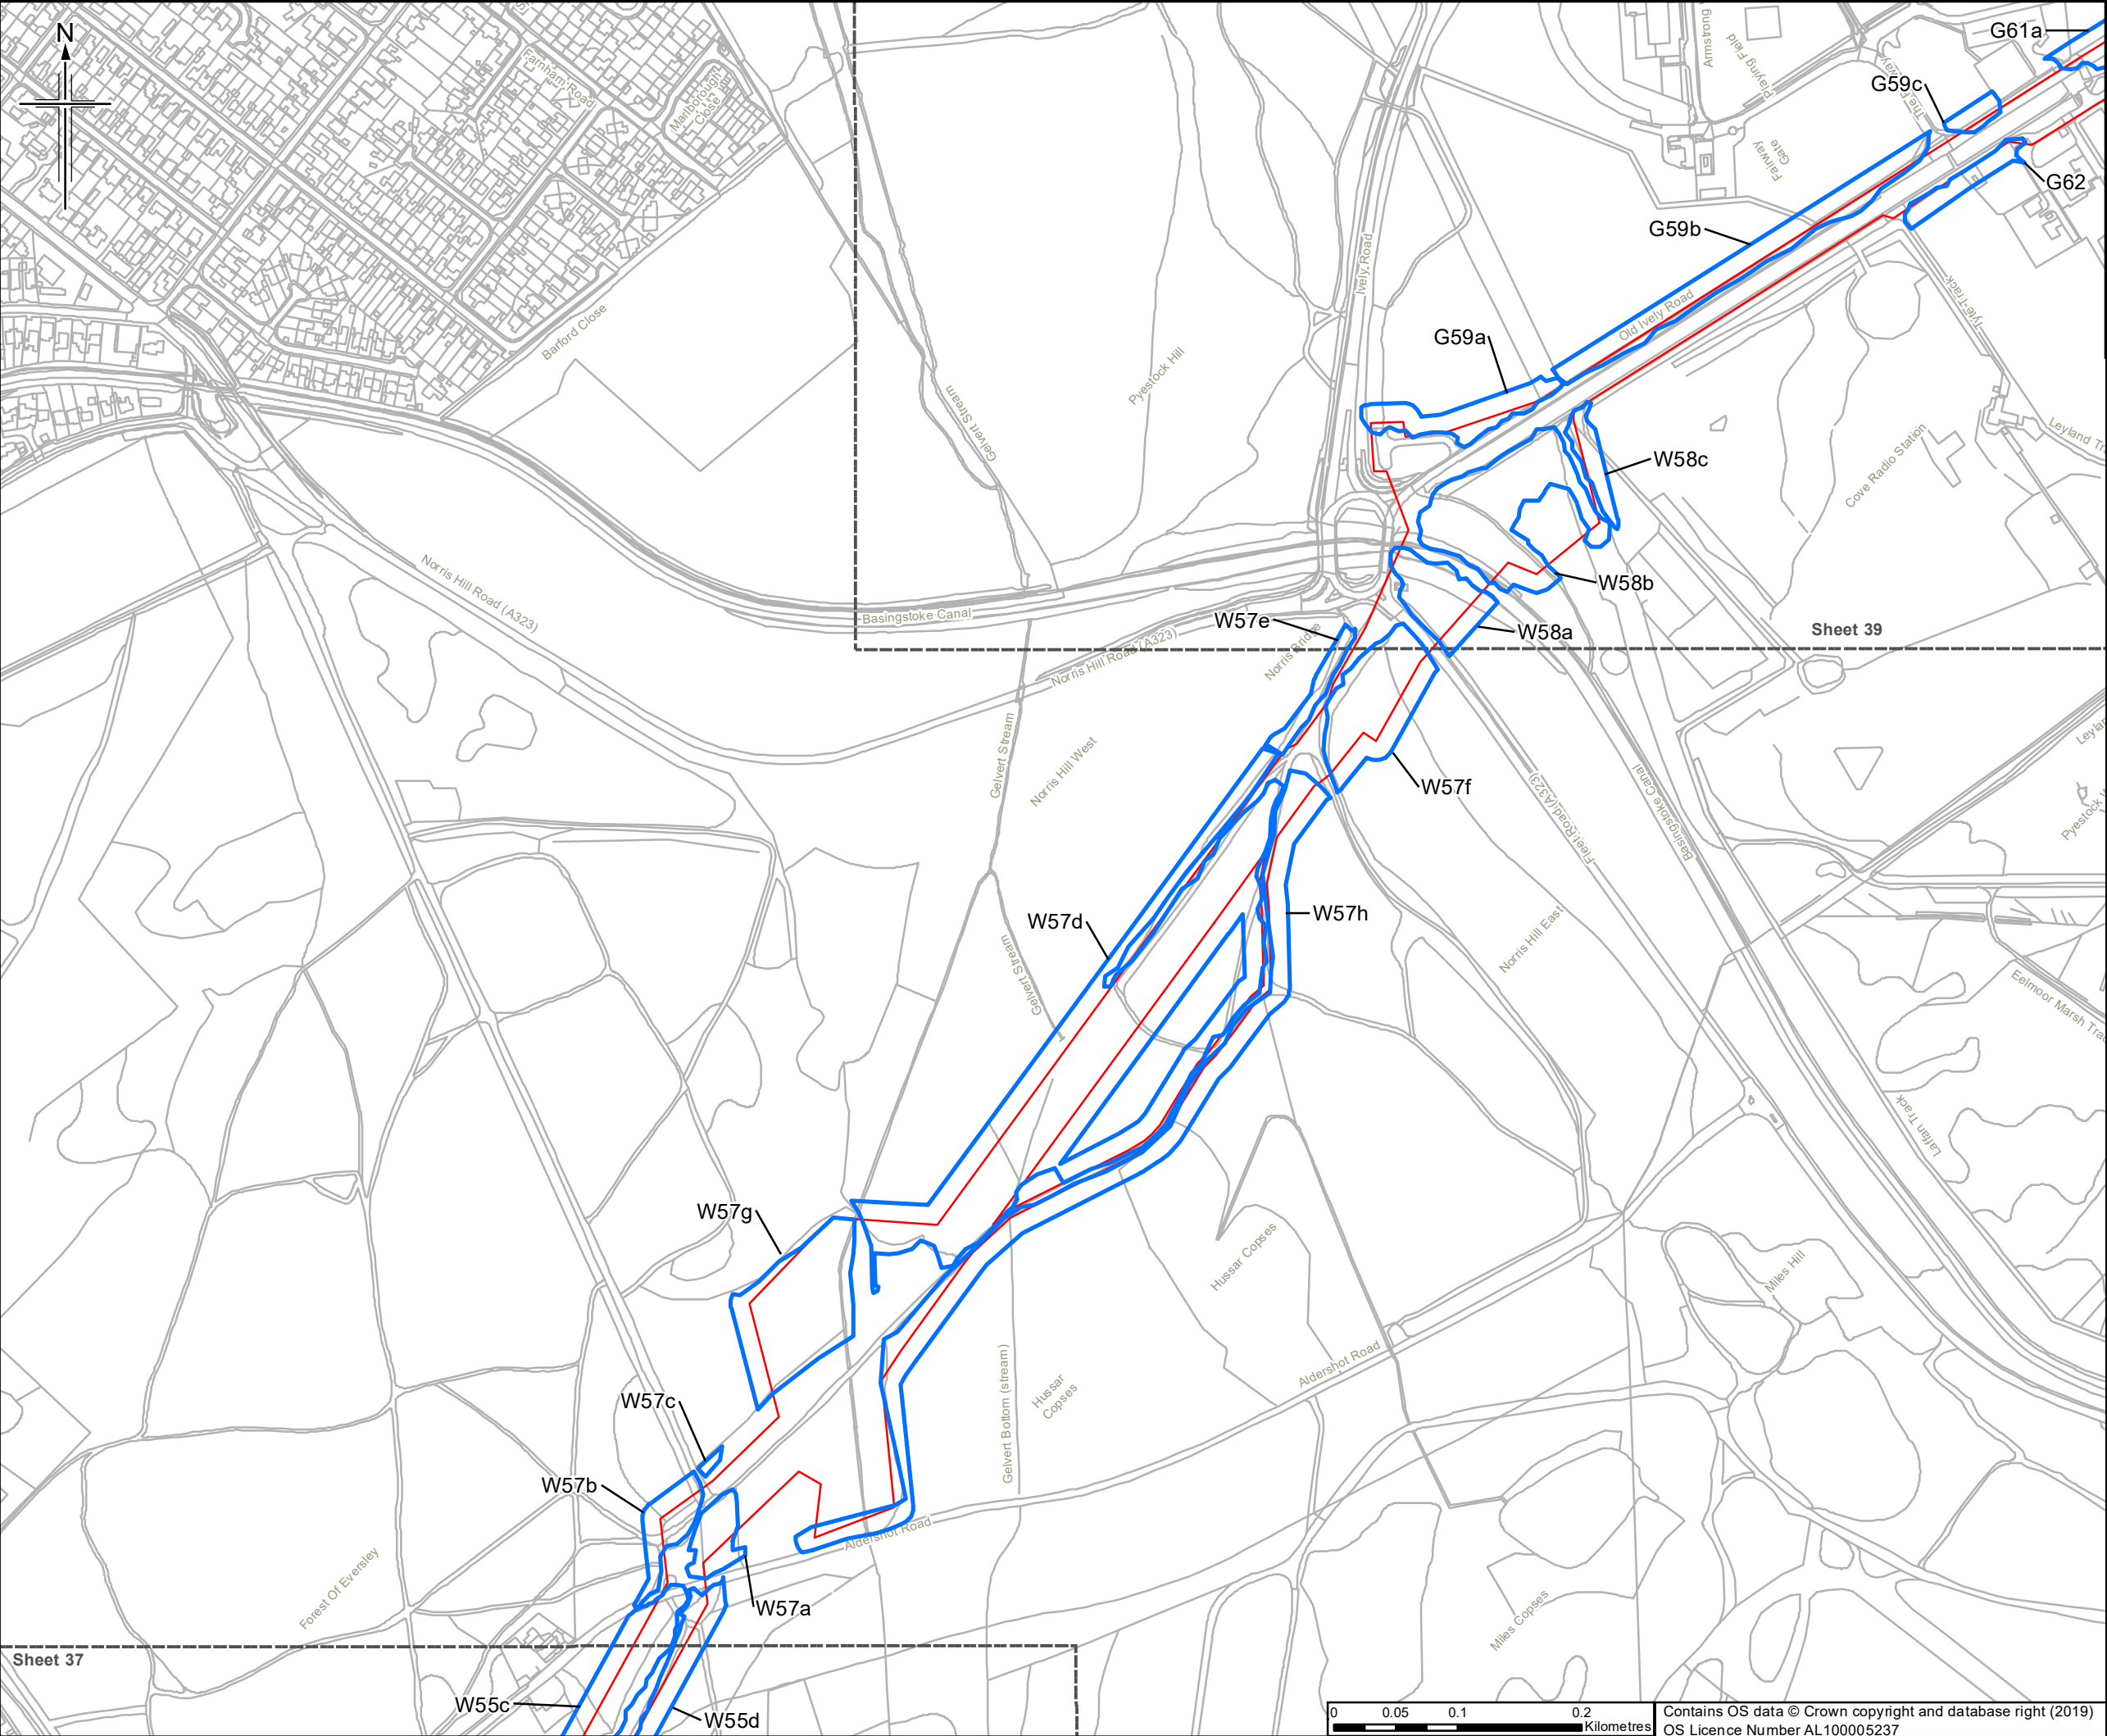 N
Farnham Road
Marlborough
Close
Armstrong
Playing Field
G61a
G59c
Fairway
Gate
G62
G59b
Ively Road
Old Ively Road
Tyle-Track
Barford Close
Gelvert Stream
Pyestock Hill
G59a
W58c
Cove Radio Station
Leyland Tr
Norris Hill Road (A323)
Basingstoke Canal
W58b
W57e
W58a
Sheet 39
Norris Hill Road (A323)
Norris Bridge
Gelvert Stream
Norris Hill West
W57f
Fleet Road (A323)
Basingstoke Canal
Leylan
Pyestock
W57d
W57h
Gelvert Stream
Norris Hill East
Eelmoor Marsh Tra
Laffan Track
W57g
Hussar Copses
Miles Hill
Gelvert Bottom (stream)
Hussar
Copses
Aldershot Road
W57c
W57b
Aldershot Road
Forest Of Eversley
W57a
Miles Copses
Sheet 37
W55c
W55d
0 0.05 0.1 0.2
Kilometres
Contains OS data © Crown copyright and database right (2019)
OS Licence Number AL100005237